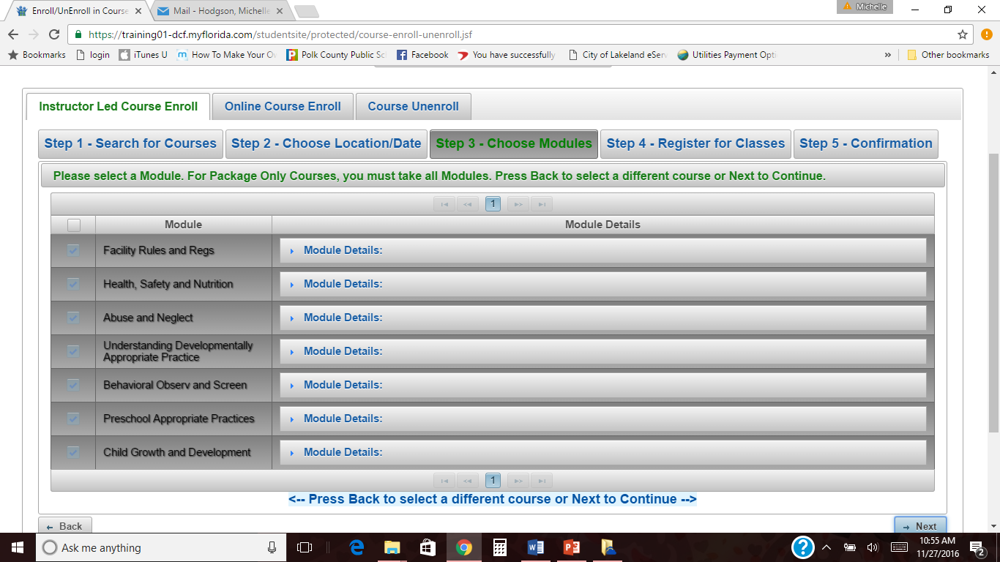 Enroll/UnEnroll in Course
Mail - Hodgson, Michelle
Michelle
https://training01-dcf.myflorida.com/studentsite/protected/course-enroll-unenroll.jsf
Bookmarks login iTunes U How To Make Your Ov Polk County Public Sc Facebook You have successfully City of Lakeland eServ Utilities Payment Opti » Other bookmarks
Instructor Led Course Enroll Online Course Enroll Course Unenroll
Step 1 - Search for Courses Step 2 - Choose Location/Date Step 3 - Choose Modules Step 4 - Register for Classes Step 5 - Confirmation
Please select a Module. For Package Only Courses, you must take all Modules. Press Back to select a different course or Next to Continue.
1
Module Module Details
Facility Rules and Regs Module Details:
Health, Safety and Nutrition Module Details:
Abuse and Neglect Module Details:
Understanding Developmentally
Appropriate Practice Module Details:
Behavioral Observ and Screen Module Details:
Preschool Appropriate Practices Module Details:
Child Growth and Development Module Details:
1
<-- Press Back to select a different course or Next to Continue -->
Back Next
Ask me anything
10:55 AM
11/27/2016
2